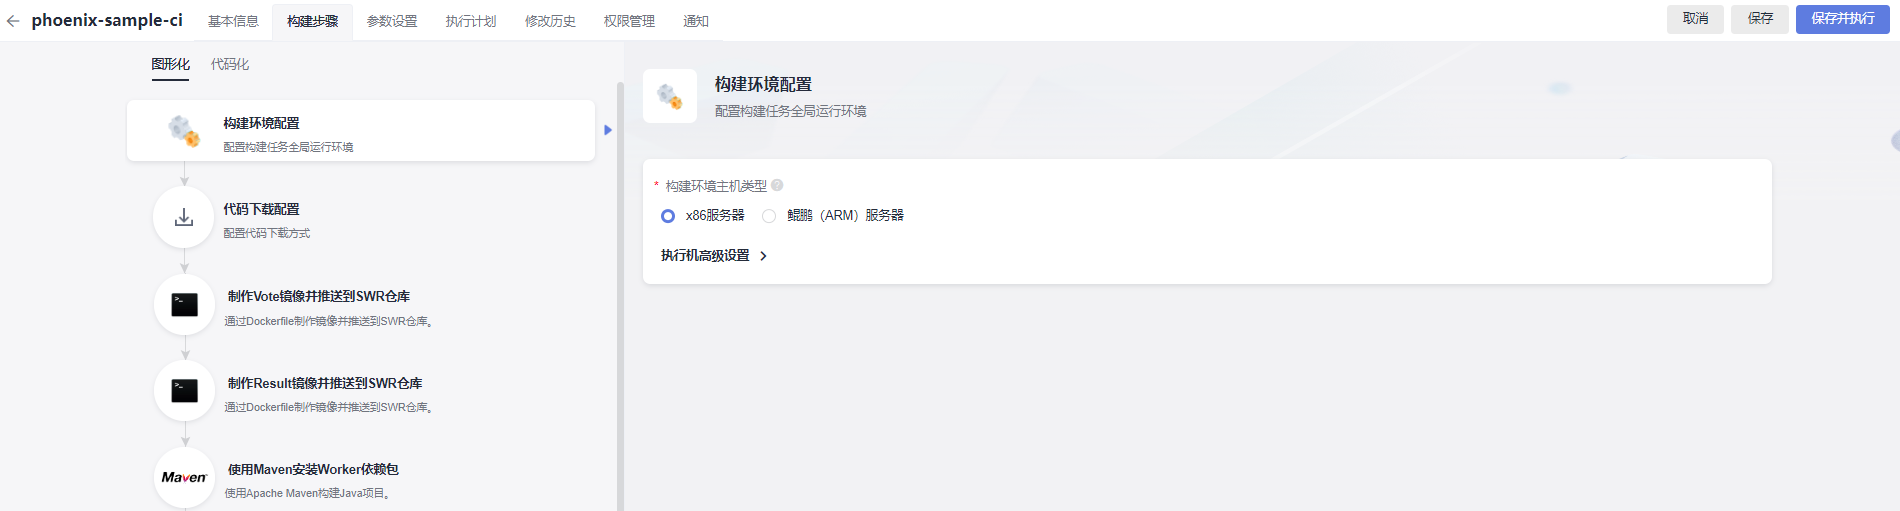 phoenix-sample-ci 基本信息 构建步骤 参数设置 执行计划 修改历史 权限管理 通知 取消 保存 保存并执行
图形化 代码化
构建环境配置
配置构建任务全局运行环境
代码下载配置
配置代码下载方式
>_
制作Vote镜像并推送到SWR仓库
通过Dockerfile制作镜像并推送到SWR仓库。
>_
制作Result镜像并推送到SWR仓库
通过Dockerfile制作镜像并推送到SWR仓库。
Maven
使用Maven安装Worker依赖包
使用Apache Maven构建Java项目。
构建环境配置
配置构建任务全局运行环境
* 构建环境主机类型 ?
x86服务器 鲲鹏（ARM）服务器
执行机高级设置